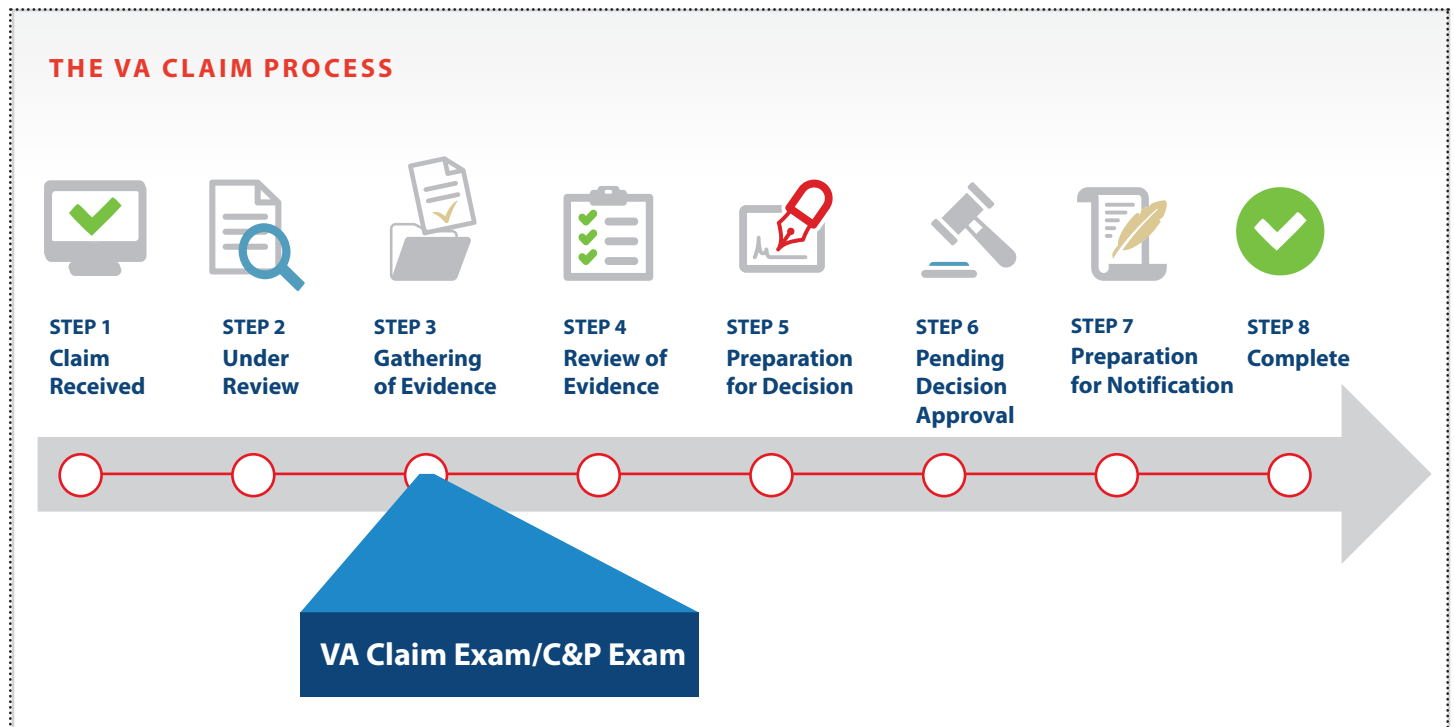 THE VA CLAIM PROCESS
STEP 1
Claim
Received
STEP 2
Under
Review
STEP 3
Gathering
of Evidence
STEP 4
Review of
Evidence
STEP 5
Preparation
for Decision
STEP 6
Pending
Decision
Approval
STEP 7
Preparation
for Notification
STEP 8
Complete
VA Claim Exam/C&P Exam